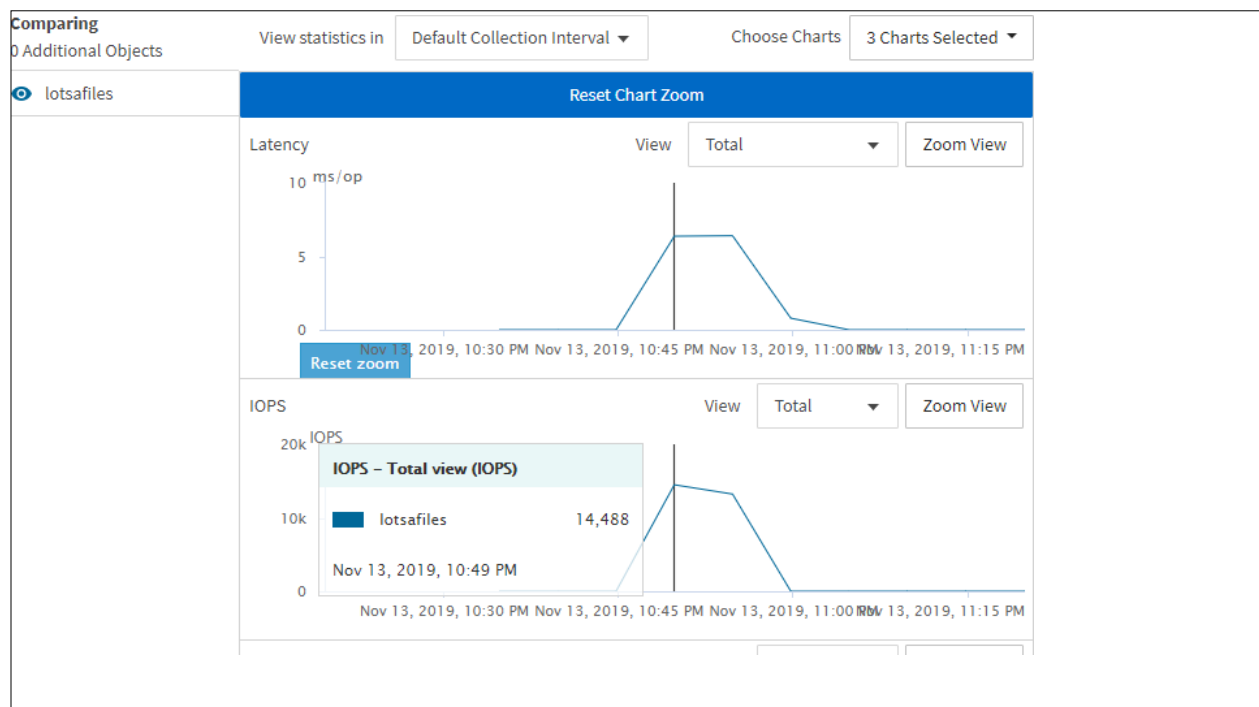 Comparing
0 Additional Objects
View statistics in Default Collection Interval
Choose Charts 3 Charts Selected
lotsafiles
Reset Chart Zoom
Latency
View Total Zoom View
10 ms/op
5
0
Nov 13, 2019, 10:30 PM Nov 13, 2019, 10:45 PM Nov 13, 2019, 11:00 PM Nov 13, 2019, 11:15 PM
Reset zoom
IOPS
View Total Zoom View
20k IOPS
IOPS – Total view (IOPS)
10k
lotsafiles 14,488
Nov 13, 2019, 10:49 PM
0
Nov 13, 2019, 10:30 PM Nov 13, 2019, 10:45 PM Nov 13, 2019, 11:00 PM Nov 13, 2019, 11:15 PM